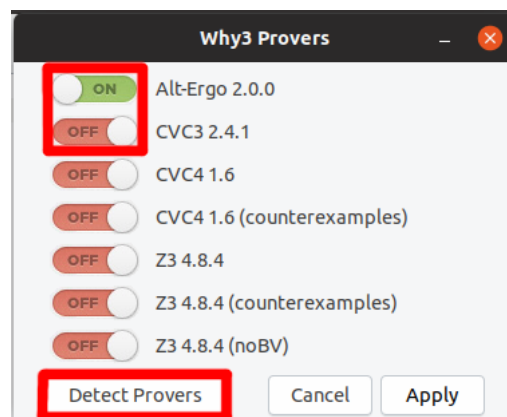 Why3 Provers
ON Alt-Ergo 2.0.0
OFF CVC3 2.4.1
OFF CVC4 1.6
OFF CVC4 1.6 (counterexamples)
OFF Z3 4.8.4
OFF Z3 4.8.4 (counterexamples)
OFF Z3 4.8.4 (noBV)
Detect Provers Cancel Apply